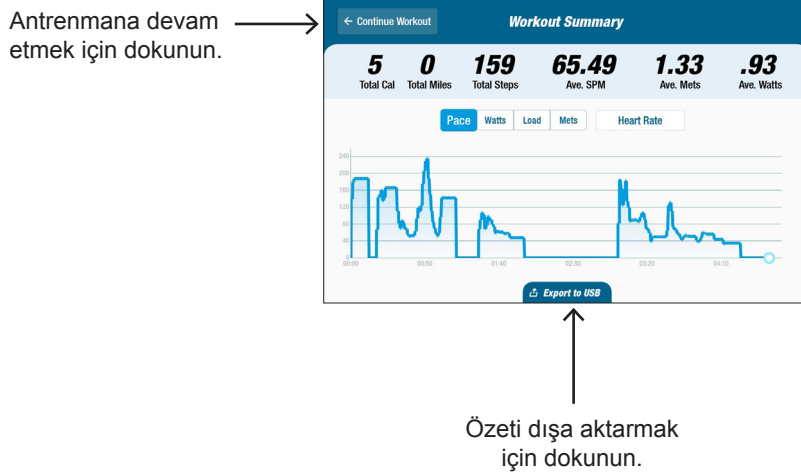 Antrenmana devam
etmek için dokunun.
← Continue Workout
Workout Summary
5 0 159 65.49 1.33 .93
Total Cal Total Miles Total Steps Ave. SPM Ave. Mets Ave. Watts
Pace Watts Load Mets Heart Rate
240
200
160
120
80
40
0
00:00 00:50 01:40 02:30 03:20 04:10
Export to USB
Özeti dışa aktarmak
için dokunun.